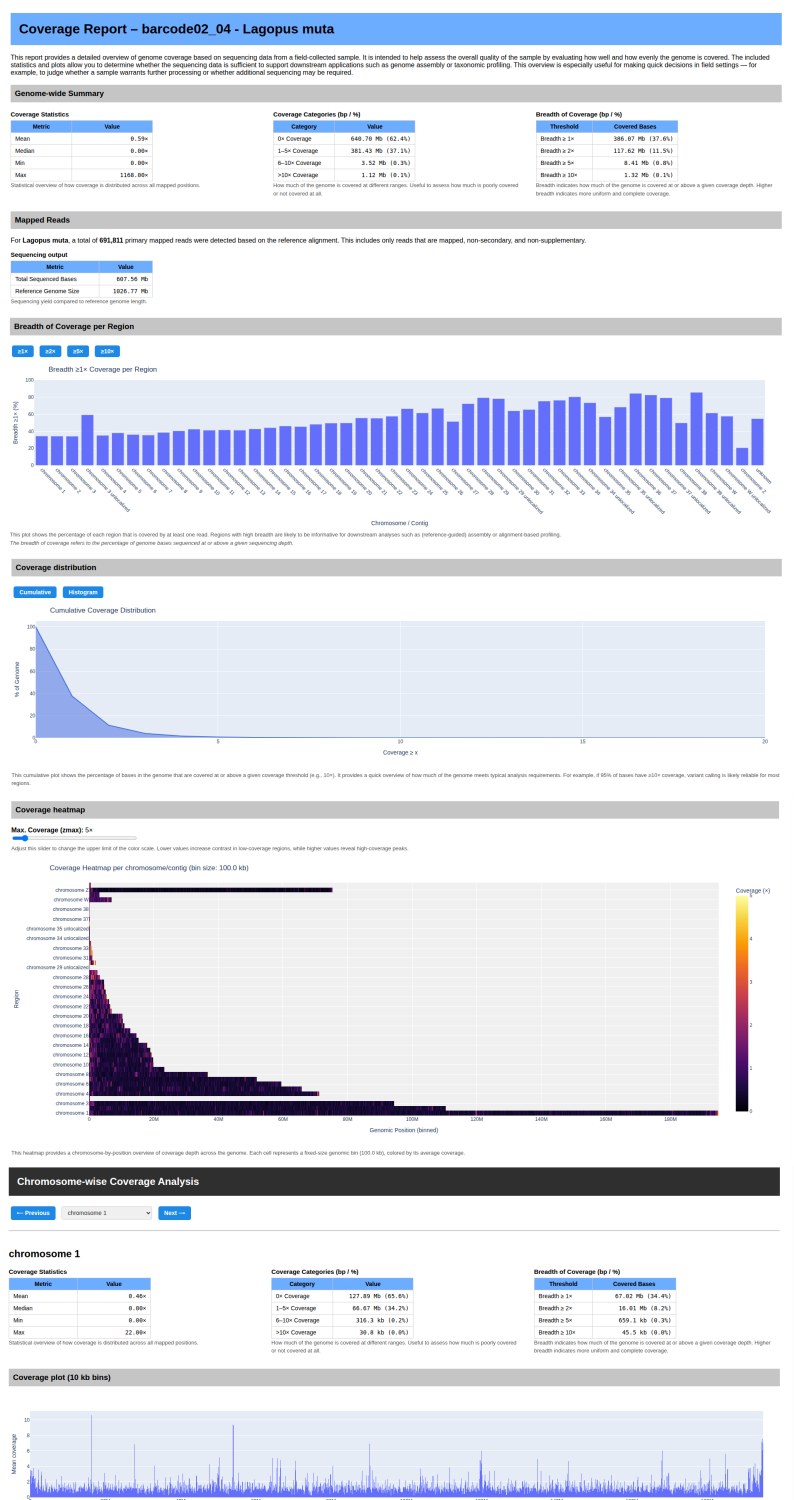 Coverage Report – barcode02_04 - Lagopus muta
This report provides a detailed overview of genome coverage based on sequencing data from a field-collected sample. It is intended to help assess the overall quality of the sample by evaluating how well and how evenly the genome is covered. The included
statistics and plots allow you to determine whether the sequencing data is sufficient to support downstream applications such as genome assembly or taxonomic profiling. This overview is especially useful for making quick decisions in field settings — for
example, to judge whether a sample warrants further processing or whether additional sequencing may be required.
Genome-wide Summary
Coverage Statistics
Metric Value
Mean 0.59×
Median 0.00×
Min 0.00×
Max 1168.00×
Statistical overview of how coverage is distributed across all mapped positions.
Coverage Categories (bp / %)
Category Value
0× Coverage 640.70 Mb (62.4%)
1–5× Coverage 381.43 Mb (37.1%)
6–10× Coverage 3.52 Mb (0.3%)
>10× Coverage 1.12 Mb (0.1%)
How much of the genome is covered at different ranges. Useful to assess how much is poorly covered
or not covered at all.
Breadth of Coverage (bp / %)
Threshold Covered Bases
Breadth ≥ 1× 386.07 Mb (37.6%)
Breadth ≥ 2× 117.62 Mb (11.5%)
Breadth ≥ 5× 8.41 Mb (0.8%)
Breadth ≥ 10× 1.32 Mb (0.1%)
Breadth indicates how much of the genome is covered at or above a given coverage depth. Higher
breadth indicates more uniform and complete coverage.
Mapped Reads
For Lagopus muta, a total of 691,811 primary mapped reads were detected based on the reference alignment. This includes only reads that are mapped, non-secondary, and non-supplementary.
Sequencing output
Metric Value
Total Sequenced Bases 607.56 Mb
Reference Genome Size 1026.77 Mb
Sequencing yield compared to reference genome length.
Breadth of Coverage per Region
≥1× ≥2× ≥5× ≥10×
Breadth ≥1× Coverage per Region
Breadth ≥1× (%)
100
80
60
40
20
0
chromosome 1
chromosome 2
chromosome 3
chromosome 3 unlocalized
chromosome 4
chromosome 5
chromosome 6
chromosome 7
chromosome 8
chromosome 9
chromosome 10
chromosome 11
chromosome 12
chromosome 13
chromosome 14
chromosome 15
chromosome 16
chromosome 17
chromosome 18
chromosome 19
chromosome 20
chromosome 21
chromosome 22
chromosome 23
chromosome 24
chromosome 25
chromosome 26
chromosome 27
chromosome 28
chromosome 29
chromosome 29 unlocalized
chromosome 30
chromosome 31
chromosome 32
chromosome 33
chromosome 34
chromosome 34 unlocalized
chromosome 35
chromosome 35 unlocalized
chromosome 36
chromosome 37
chromosome 38
chromosome 38 unlocalized
chromosome W
chromosome W unlocalized
chromosome Z
unknown
Chromosome / Contig
This plot shows the percentage of each region that is covered by at least one read. Regions with high breadth are likely to be informative for downstream analyses such as (reference-guided) assembly or alignment-based profiling.
The breadth of coverage refers to the percentage of genome bases sequenced at or above a given sequencing depth.
Coverage distribution
Cumulative Histogram
Cumulative Coverage Distribution
% of Genome
100
80
60
40
20
0
0 5 10 15 20
Coverage ≥ x
This cumulative plot shows the percentage of bases in the genome that are covered at or above a given coverage threshold (e.g., 10×). It provides a quick overview of how much of the genome meets typical analysis requirements. For example, if 95% of bases have ≥10× coverage, variant calling is likely reliable for most
regions.
Coverage heatmap
Max. Coverage (zmax): 5×
Adjust this slider to change the upper limit of the color scale. Lower values increase contrast in low-coverage regions, while higher values reveal high-coverage peaks.
Coverage Heatmap per chromosome/contig (bin size: 100.0 kb)
Region
chromosome Z
chromosome W
chromosome 38
chromosome 37
chromosome 35 unlocalized
chromosome 34 unlocalized
chromosome 33
chromosome 31
chromosome 29 unlocalized
chromosome 28
chromosome 26
chromosome 24
chromosome 22
chromosome 20
chromosome 18
chromosome 16
chromosome 14
chromosome 12
chromosome 10
chromosome 8
chromosome 6
chromosome 4
chromosome 3
chromosome 1
0 20M 40M 60M 80M 100M 120M 140M 160M 180M
Genomic Position (binned)
Coverage (×)
5
4
3
2
1
0
This heatmap provides a chromosome-by-position overview of coverage depth across the genome. Each cell represents a fixed-size genomic bin (100.0 kb), colored by its average coverage.
Chromosome-wise Coverage Analysis
← Previous chromosome 1 Next →
chromosome 1
Coverage Statistics
Metric Value
Mean 0.46×
Median 0.00×
Min 0.00×
Max 22.00×
Statistical overview of how coverage is distributed across all mapped positions.
Coverage Categories (bp / %)
Category Value
0× Coverage 127.89 Mb (65.6%)
1–5× Coverage 66.67 Mb (34.2%)
6–10× Coverage 316.3 kb (0.2%)
>10× Coverage 30.8 kb (0.0%)
How much of the genome is covered at different ranges. Useful to assess how much is poorly covered
or not covered at all.
Breadth of Coverage (bp / %)
Threshold Covered Bases
Breadth ≥ 1× 67.02 Mb (34.4%)
Breadth ≥ 2× 16.01 Mb (8.2%)
Breadth ≥ 5× 659.1 kb (0.3%)
Breadth ≥ 10× 45.5 kb (0.0%)
Breadth indicates how much of the genome is covered at or above a given coverage depth. Higher
breadth indicates more uniform and complete coverage.
Coverage plot (10 kb bins)
Mean coverage
10
8
6
4
2
0